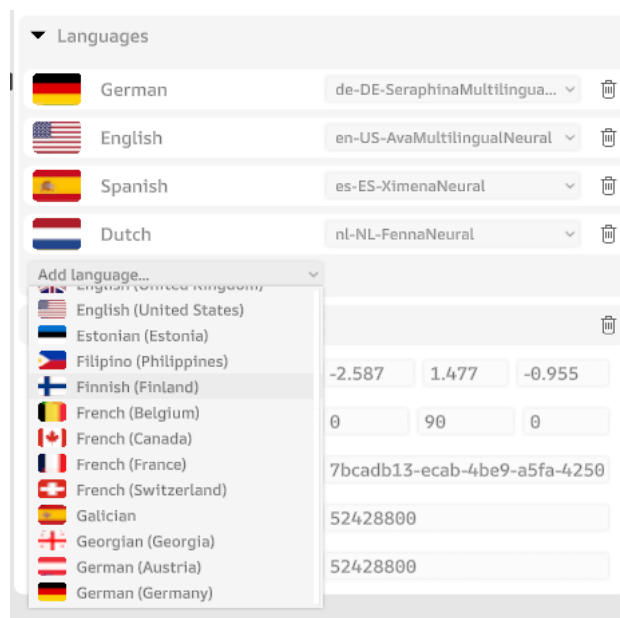 Languages
German de-DE-SeraphinaMultilingua...
English en-US-AvaMultilingualNeural
Spanish es-ES-XimenaNeural
Dutch nl-NL-FennaNeural
Add language...
English (United Kingdom)
English (United States)
Estonian (Estonia)
Filipino (Philippines)
Finnish (Finland)
French (Belgium)
French (Canada)
French (France)
French (Switzerland)
Galician
Georgian (Georgia)
German (Austria)
German (Germany)
-2.587 1.477 -0.955
0 90 0
7bcadb13-ecab-4be9-a5fa-4250
52428800
52428800